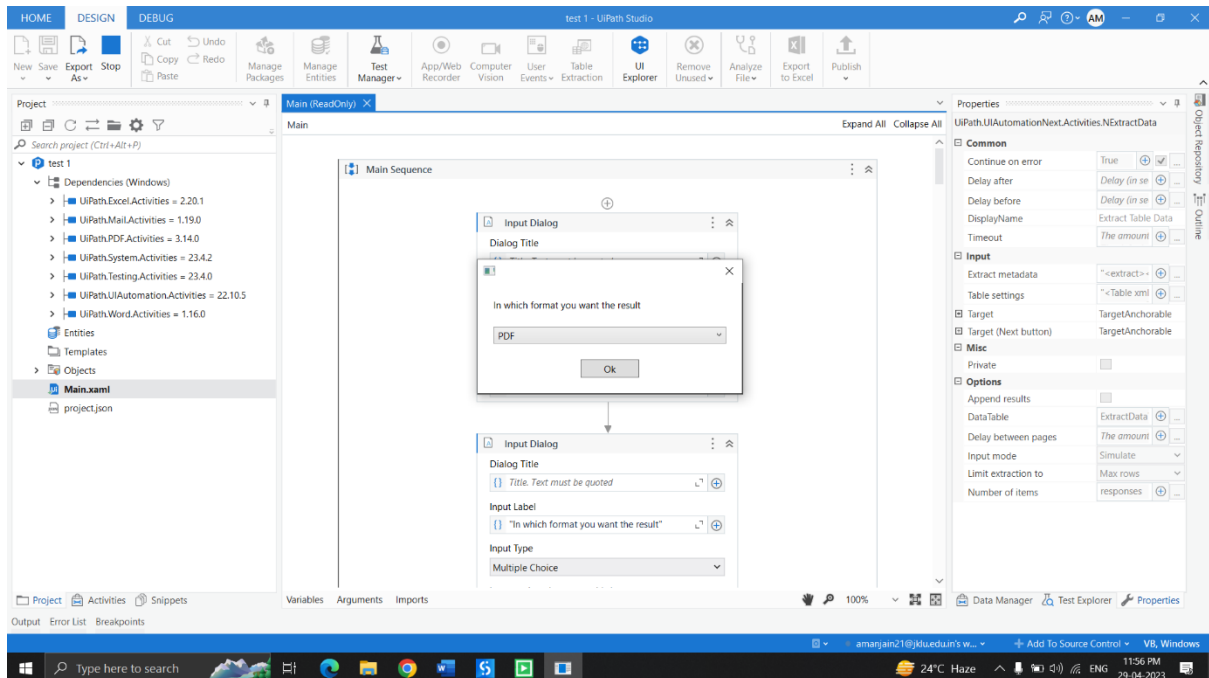 HOME DESIGN DEBUG test 1 - UiPath Studio AM
New Save Export As Stop Cut Copy Paste Undo Redo Manage Packages Manage Entities Test Manager App/Web Recorder Computer Vision User Events Table Extraction UI Explorer Remove Unused Analyze File Export to Excel Publish
Project
Search project (Ctrl+Alt+P)
test 1
Dependencies (Windows)
UiPath.Excel.Activities = 2.20.1
UiPath.Mail.Activities = 1.19.0
UiPath.PDF.Activities = 3.14.0
UiPath.System.Activities = 23.4.2
UiPath.Testing.Activities = 23.4.0
UiPath.UIAutomation.Activities = 22.10.5
UiPath.Word.Activities = 1.16.0
Entities
Templates
Objects
Main.xaml
project.json
Main (ReadOnly)
Main Expand All Collapse All
Main Sequence
Input Dialog
Dialog Title
In which format you want the result
PDF
Ok
Input Dialog
Dialog Title
Title. Text must be quoted
Input Label
"In which format you want the result"
Input Type
Multiple Choice
Properties
UiPath.UIAutomationNext.Activities.NExtractData
Common
Continue on error True
Delay after Delay (in se
Delay before Delay (in se
DisplayName Extract Table Data
Timeout The amount
Input
Extract metadata "<extract>
Table settings "<Table xml
Target TargetAnchorable
Target (Next button) TargetAnchorable
Misc
Private
Options
Append results
DataTable ExtractData
Delay between pages The amount
Input mode Simulate
Limit extraction to Max rows
Number of items responses
Object Repository
Outline
Project Activities Snippets Variables Arguments Imports 100% Data Manager Test Explorer Properties
Output Error List Breakpoints
amanjain21@jklu.edu.in's w... Add To Source Control VB, Windows
Type here to search 24°C Haze ENG 11:56 PM
29-04-2023